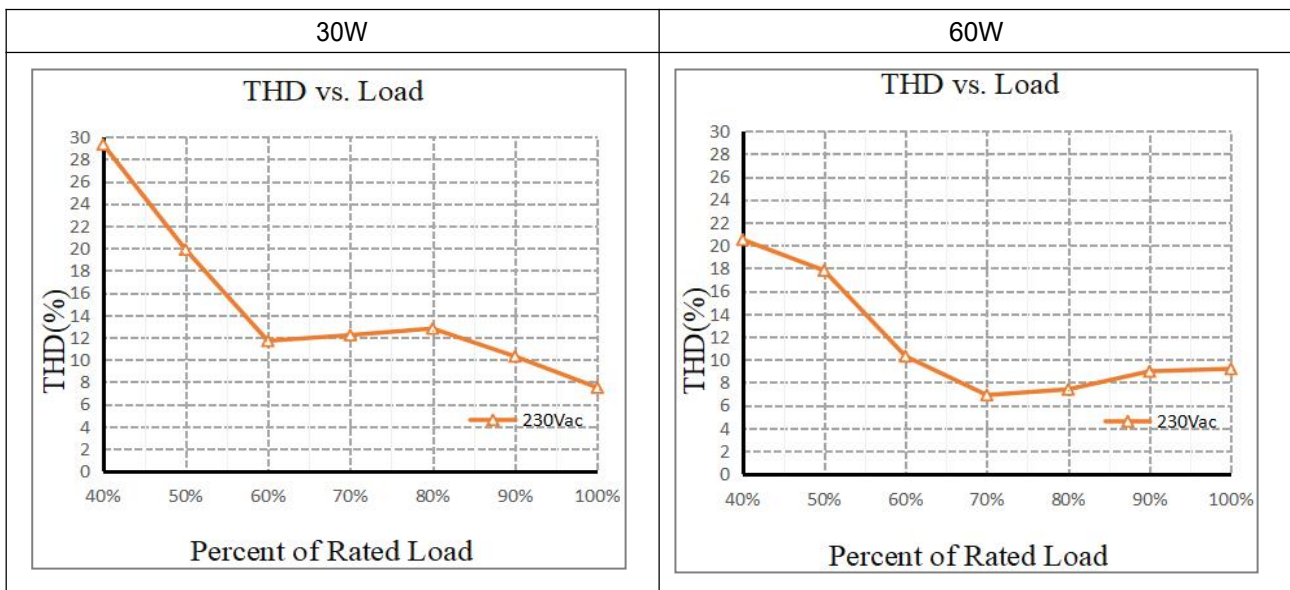 30W
60W
THD vs. Load
30
28
26
24
22
20
18
16
14
12
10
8
6
4
2
0
THD(%)
230Vac
40% 50% 60% 70% 80% 90% 100%
Percent of Rated Load
THD vs. Load
30
28
26
24
22
20
18
16
14
12
10
8
6
4
2
0
THD(%)
230Vac
40% 50% 60% 70% 80% 90% 100%
Percent of Rated Load